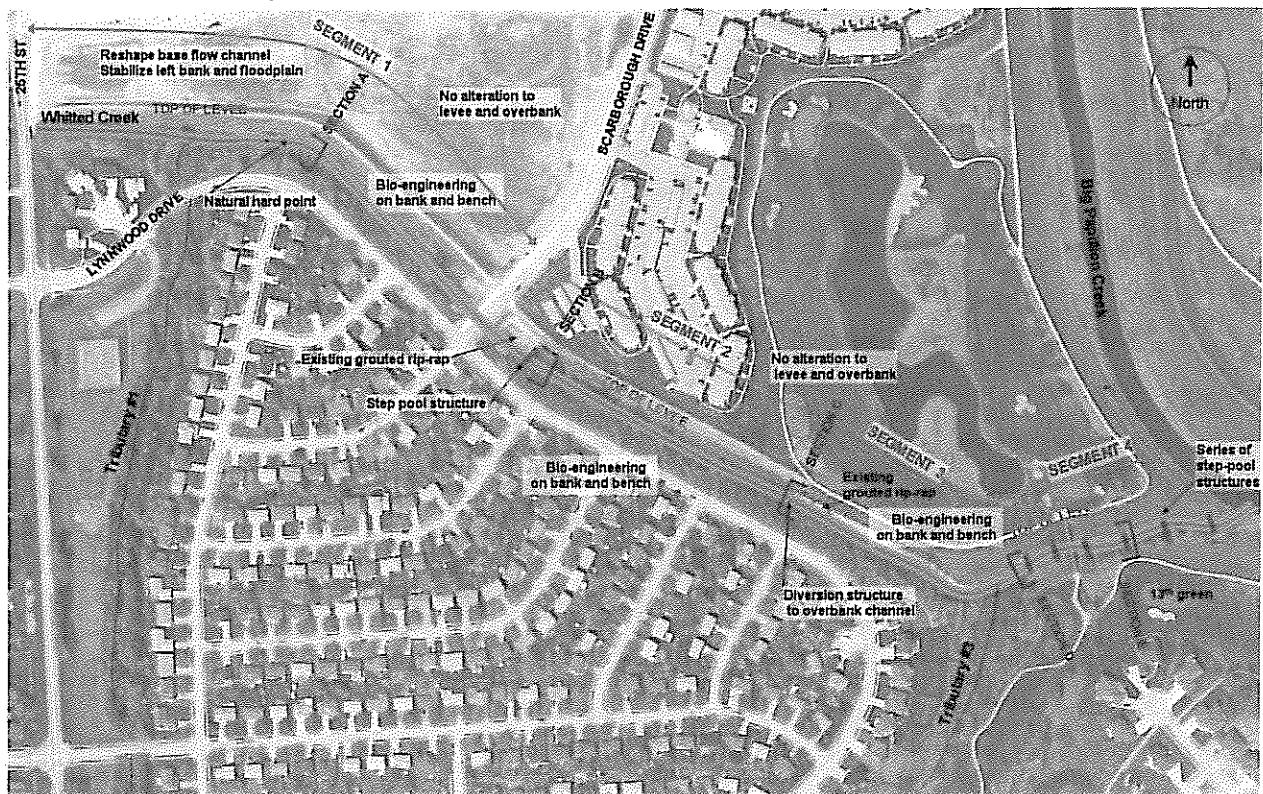 25TH ST
Reshape base flow channel
Stabilize left bank and floodplain
SEGMENT 1
SECTION A
No alteration to
levee and overbank
SCARBOROUGH DRIVE
North
TOP OF LEVEE
Whitted Creek
Bio-engineering
on bank and bench
Natural hard point
LYNNWOOD DRIVE
Big Papillion Creek
SECTION B
SEGMENT 2
Existing grouted rip-rap
No alteration to
levee and overbank
Step pool structure
TOP OF LEVEE
Tributary #1
Bio-engineering
on bank and bench
SEGMENT 3
SEGMENT 4
Series of
step-pool
structures
Existing
grouted rip-rap
Bio-engineering
on bank and bench
Diversion structure
to overbank channel
13th green
Tributary #3